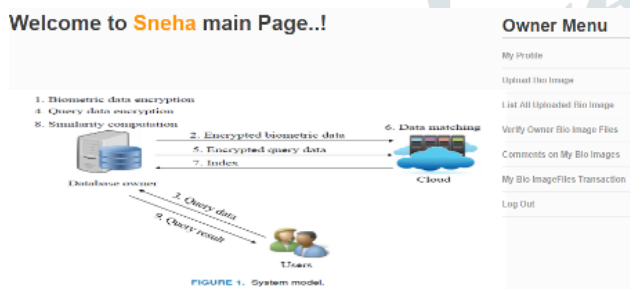 Welcome to Sneha main Page..!
1. Biometric data encryption
4. Query data encryption
8. Similarity computation
2. Encrypted biometric data
5. Encrypted query data
7. Index
6. Data matching
Database owner
Cloud
3. Query data
9. Query result
Users
FIGURE 1. System model.
Owner Menu
My Profile
Upload Bio Image
List All Uploaded Bio Image
Verify Owner Bio Image Files
Comments on My Bio Images
My Bio ImageFiles Transaction
Log Out